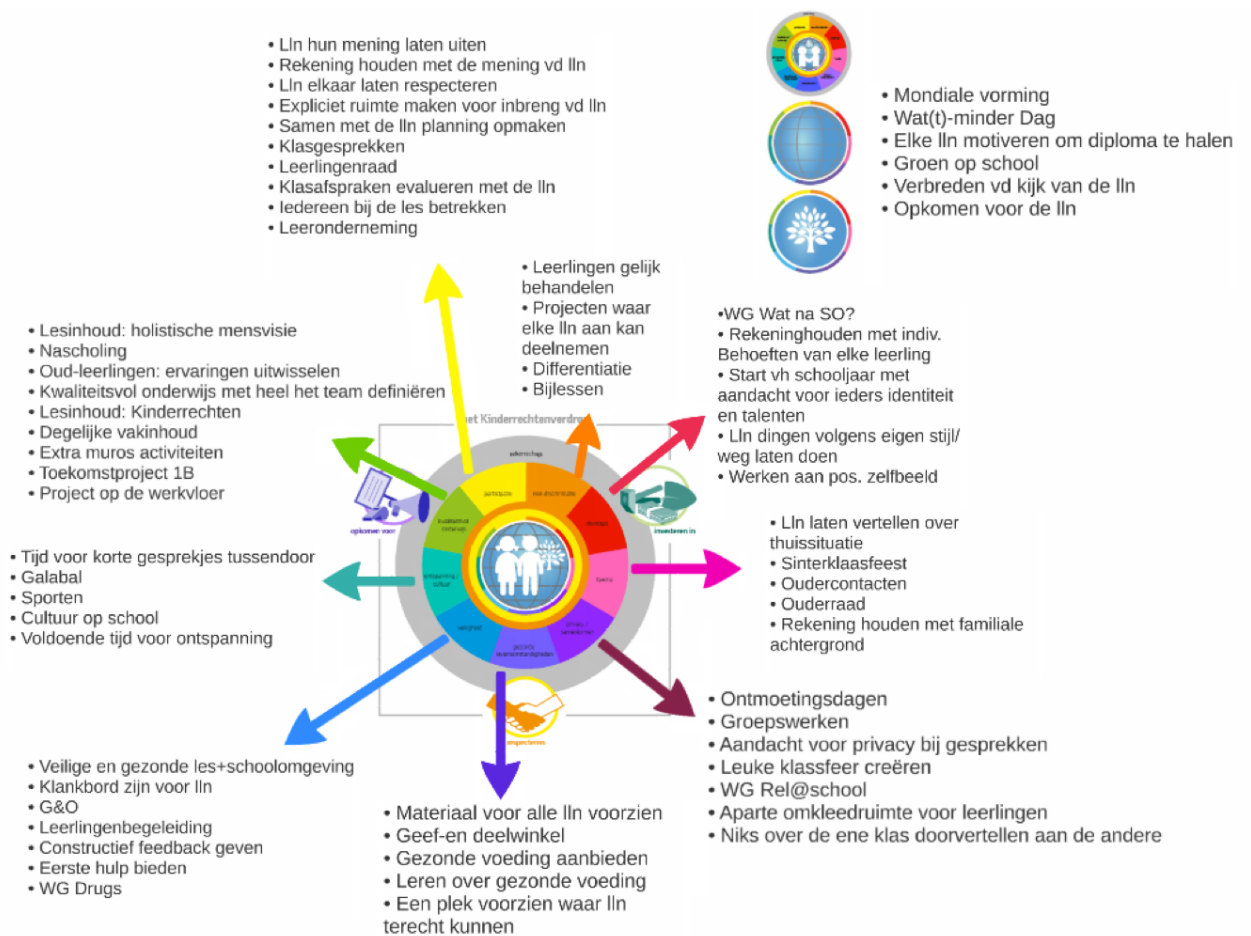 • Lln hun mening laten uiten
• Rekening houden met de mening vd lln
• Lln elkaar laten respecteren
• Expliciet ruimte maken voor inbreng vd lln
• Samen met de lln planning opmaken
• Klasgesprekken
• Leerlingenraad
• Klasafspraken evalueren met de lln
• Iedereen bij de les betrekken
• Leeronderneming
• Mondiale vorming
• Wat(t)-minder Dag
• Elke lln motiveren om diploma te halen
• Groen op school
• Verbreden vd kijk van de lln
• Opkomen voor de lln
• Leerlingen gelijk
behandelen
• Projecten waar
elke lln aan kan
deelnemen
• Differentiatie
• Bijlessen
•WG Wat na SO?
• Rekeninghouden met indiv.
Behoeften van elke leerling
• Start vh schooljaar met
aandacht voor ieders identiteit
en talenten
• Lln dingen volgens eigen stijl/
weg laten doen
• Werken aan pos. zelfbeeld
• Lesinhoud: holistische mensvisie
• Nascholing
• Oud-leerlingen: ervaringen uitwisselen
• Kwaliteitsvol onderwijs met heel het team definiëren
• Lesinhoud: Kinderrechten
• Degelijke vakinhoud
• Extra muros activiteiten
• Toekomstproject 1B
• Project op de werkvloer
het Kinderrechtenverdrag
participatie
opkomen voor
investeren in
familie
veiligheid
• Lln laten vertellen over
thuissituatie
• Sinterklaasfeest
• Oudercontacten
• Ouderraad
• Rekening houden met familiale
achtergrond
• Tijd voor korte gesprekjes tussendoor
• Galabal
• Sporten
• Cultuur op school
• Voldoende tijd voor ontspanning
• Ontmoetingsdagen
• Groepswerken
• Aandacht voor privacy bij gesprekken
• Leuke klassfeer creëren
• WG Rel@school
• Aparte omkleedruimte voor leerlingen
• Niks over de ene klas doorvertellen aan de andere
• Veilige en gezonde les+schoolomgeving
• Klankbord zijn voor lln
• G&O
• Leerlingenbegeleiding
• Constructief feedback geven
• Eerste hulp bieden
• WG Drugs
• Materiaal voor alle lln voorzien
• Geef-en deelwinkel
• Gezonde voeding aanbieden
• Leren over gezonde voeding
• Een plek voorzien waar lln
terecht kunnen